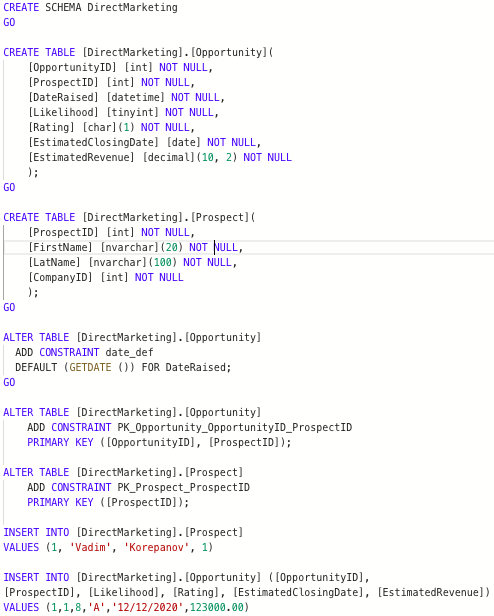 CREATE SCHEMA DirectMarketing
GO
CREATE TABLE [DirectMarketing].[Opportunity](
[OpportunityID] [int] NOT NULL,
[ProspectID] [int] NOT NULL,
[DateRaised] [datetime] NOT NULL,
[Likelihood] [tinyint] NOT NULL,
[Rating] [char](1) NOT NULL,
[EstimatedClosingDate] [date] NOT NULL,
[EstimatedRevenue] [decimal](10, 2) NOT NULL
);
GO
CREATE TABLE [DirectMarketing].[Prospect](
[ProspectID] [int] NOT NULL,
[FirstName] [nvarchar](20) NOT NULL,
[LatName] [nvarchar](100) NOT NULL,
[CompanyID] [int] NOT NULL
);
GO
ALTER TABLE [DirectMarketing].[Opportunity]
ADD CONSTRAINT date_def
DEFAULT (GETDATE ()) FOR DateRaised;
GO
ALTER TABLE [DirectMarketing].[Opportunity]
ADD CONSTRAINT PK_Opportunity_OpportunityID_ProspectID
PRIMARY KEY ([OpportunityID], [ProspectID]);
ALTER TABLE [DirectMarketing].[Prospect]
ADD CONSTRAINT PK_Prospect_ProspectID
PRIMARY KEY ([ProspectID]);
INSERT INTO [DirectMarketing].[Prospect]
VALUES (1, 'Vadim', 'Korepanov', 1)
INSERT INTO [DirectMarketing].[Opportunity] ([OpportunityID],
[ProspectID], [Likelihood], [Rating], [EstimatedClosingDate], [EstimatedRevenue])
VALUES (1,1,8,'A','12/12/2020',123000.00)